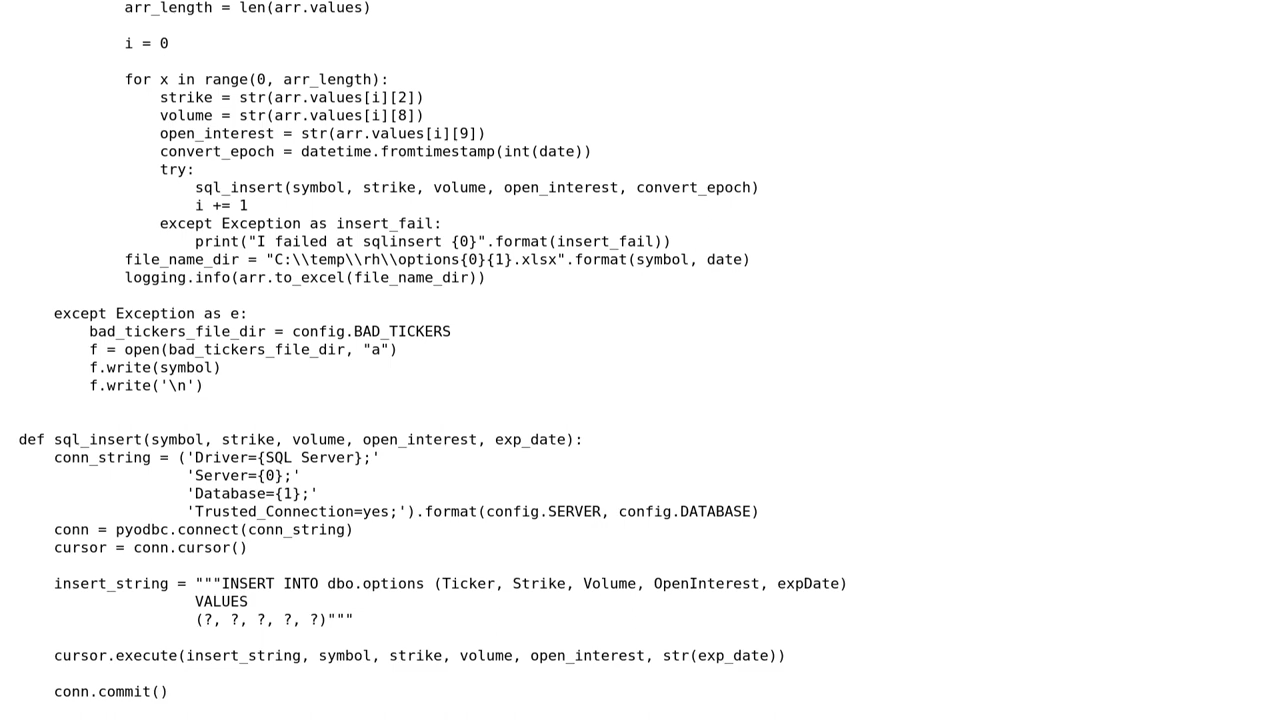 arr_length = len(arr.values)
i = 0
for x in range(0, arr_length):
strike = str(arr.values[i][2])
volume = str(arr.values[i][8])
open_interest = str(arr.values[i][9])
convert_epoch = datetime.fromtimestamp(int(date))
try:
sql_insert(symbol, strike, volume, open_interest, convert_epoch)
i += 1
except Exception as insert_fail:
print("I failed at sqlinsert {0}".format(insert_fail))
file_name_dir = "C:\\temp\\rh\\options{0}{1}.xlsx".format(symbol, date)
logging.info(arr.to_excel(file_name_dir))
except Exception as e:
bad_tickers_file_dir = config.BAD_TICKERS
f = open(bad_tickers_file_dir, "a")
f.write(symbol)
f.write('\n')
def sql_insert(symbol, strike, volume, open_interest, exp_date):
conn_string = ('Driver={SQL Server};'
'Server={0};'
'Database={1};'
'Trusted_Connection=yes;').format(config.SERVER, config.DATABASE)
conn = pyodbc.connect(conn_string)
cursor = conn.cursor()
insert_string = """INSERT INTO dbo.options (Ticker, Strike, Volume, OpenInterest, expDate)
VALUES
(?, ?, ?, ?, ?)"""
cursor.execute(insert_string, symbol, strike, volume, open_interest, str(exp_date))
conn.commit()